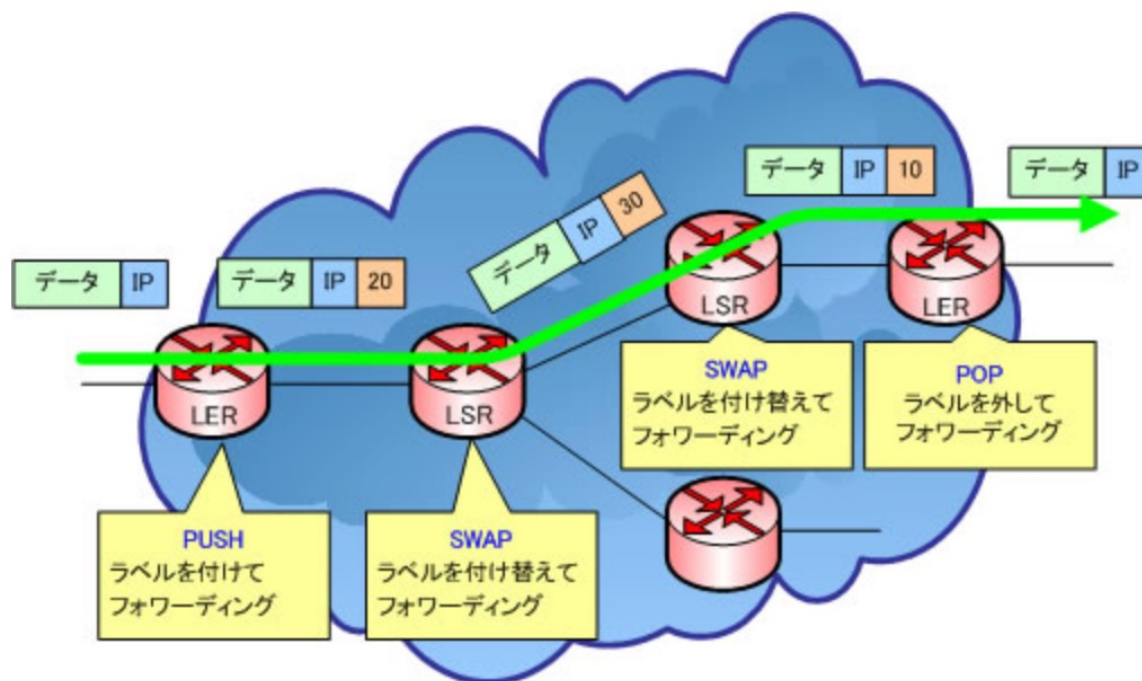 データ IP 10
データ IP
データ IP 30
データ IP
データ IP 20
LSR
LER
LER
LSR
SWAP
ラベルを付け替えて
フォワーディング
POP
ラベルを外して
フォワーディング
PUSH
ラベルを付けて
フォワーディング
SWAP
ラベルを付け替えて
フォワーディング